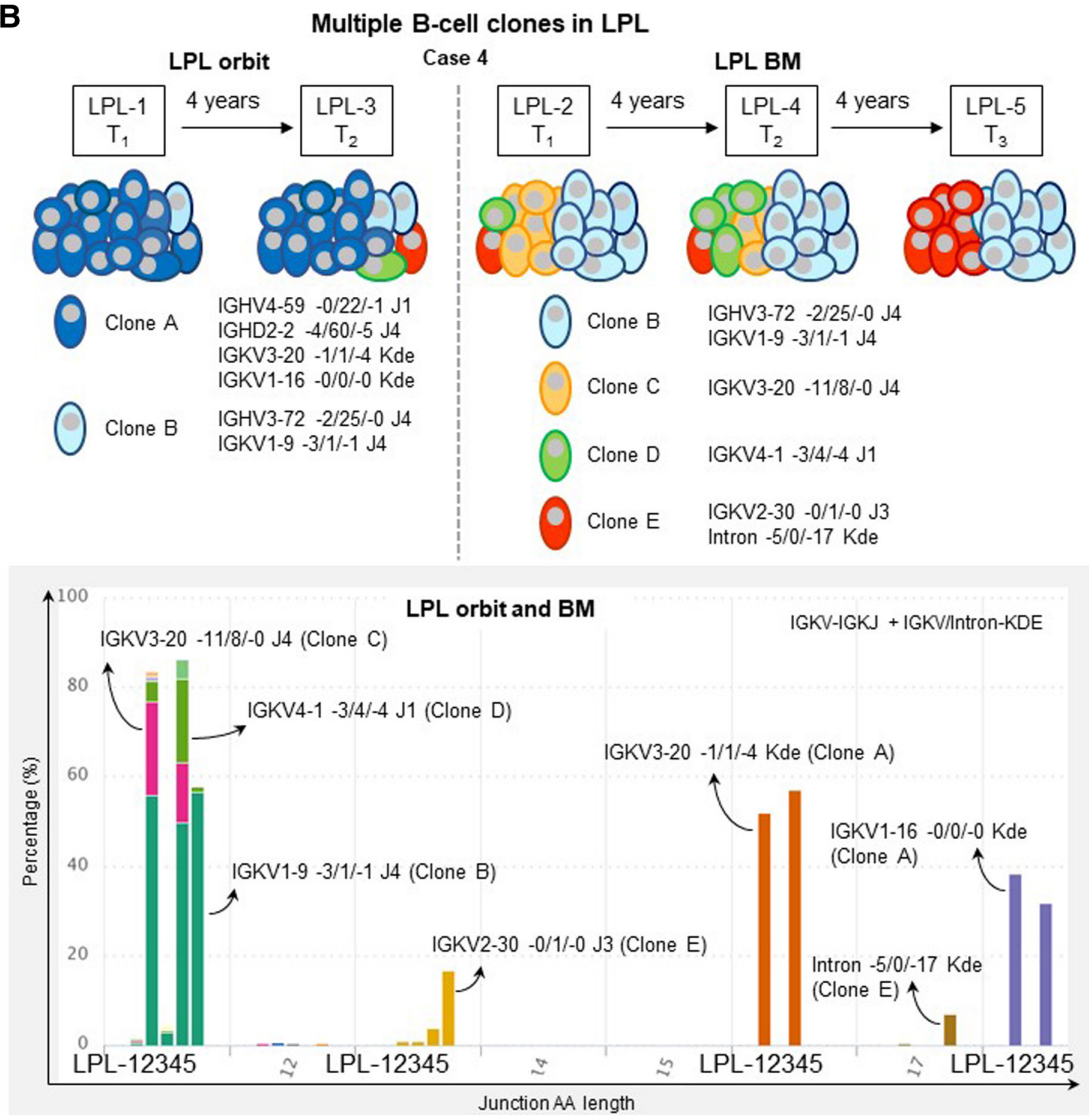 B
Multiple B-cell clones in LPL
LPL orbit
Case 4
LPL BM
LPL-1
T1
4 years
LPL-3
T2
LPL-2
T1
4 years
LPL-4
T2
4 years
LPL-5
T3
Clone A
IGHV4-59 -0/22/-1 J1
IGHD2-2 -4/60/-5 J4
IGKV3-20 -1/1/-4 Kde
IGKV1-16 -0/0/-0 Kde
Clone B
IGHV3-72 -2/25/-0 J4
IGKV1-9 -3/1/-1 J4
Clone B
IGHV3-72 -2/25/-0 J4
IGKV1-9 -3/1/-1 J4
Clone C
IGKV3-20 -11/8/-0 J4
Clone D
IGKV4-1 -3/4/-4 J1
Clone E
IGKV2-30 -0/1/-0 J3
Intron -5/0/-17 Kde
LPL orbit and BM
IGKV-IGKJ + IGKV/Intron-KDE
Percentage (%)
100
80
60
40
20
0
IGKV3-20 -11/8/-0 J4 (Clone C)
IGKV4-1 -3/4/-4 J1 (Clone D)
IGKV1-9 -3/1/-1 J4 (Clone B)
IGKV2-30 -0/1/-0 J3 (Clone E)
IGKV3-20 -1/1/-4 Kde (Clone A)
IGKV1-16 -0/0/-0 Kde
(Clone A)
Intron -5/0/-17 Kde
(Clone E)
LPL-12345
12
LPL-12345
14
15
LPL-12345
17
LPL-12345
Junction AA length